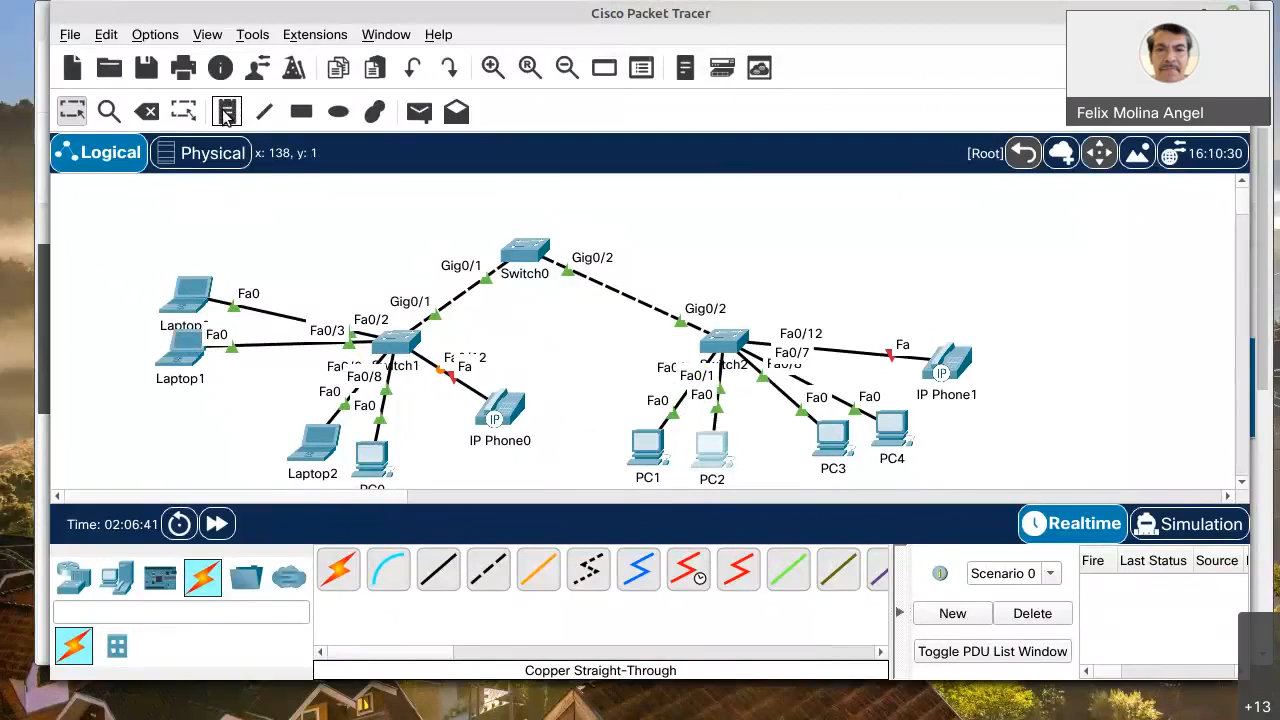 Cisco Packet Tracer
File Edit Options View Tools Extensions Window Help
Felix Molina Angel
Logical Physical x: 138, y: 1 [Root] 16:10:30
Switch0
Gig0/1
Gig0/2
Gig0/1
Gig0/2
Fa0
Fa0/2
Fa0/3
Fa0
Laptop1
Fa0/8
Fa0
Fa0
Fa
IP
IP Phone0
Laptop2
Fa0/12
Fa0/7
Fa
IP
IP Phone1
Fa0/1
Fa0
Fa0
Fa0
Fa0
PC1
PC2
PC3
PC4
Time: 02:06:41 Realtime Simulation
Scenario 0
Fire Last Status Source
New Delete
Toggle PDU List Window
Copper Straight-Through
+13